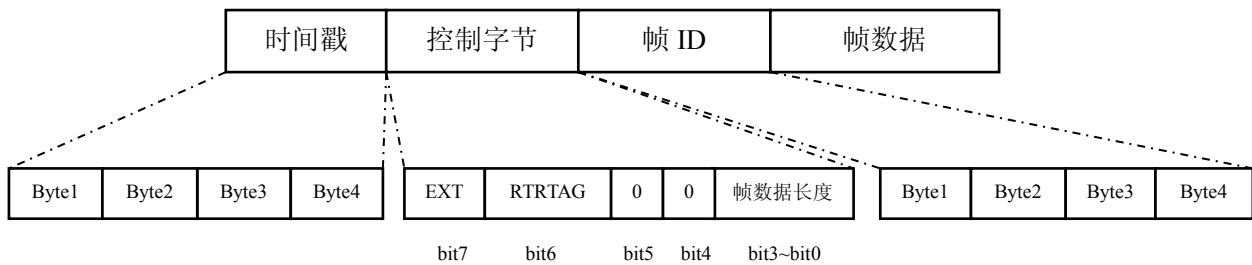 时间戳 控制字节 帧 ID 帧数据
Byte1 Byte2 Byte3 Byte4 EXT RTRTAG 0 0 帧数据长度 Byte1 Byte2 Byte3 Byte4
bit7 bit6 bit5 bit4 bit3~bit0